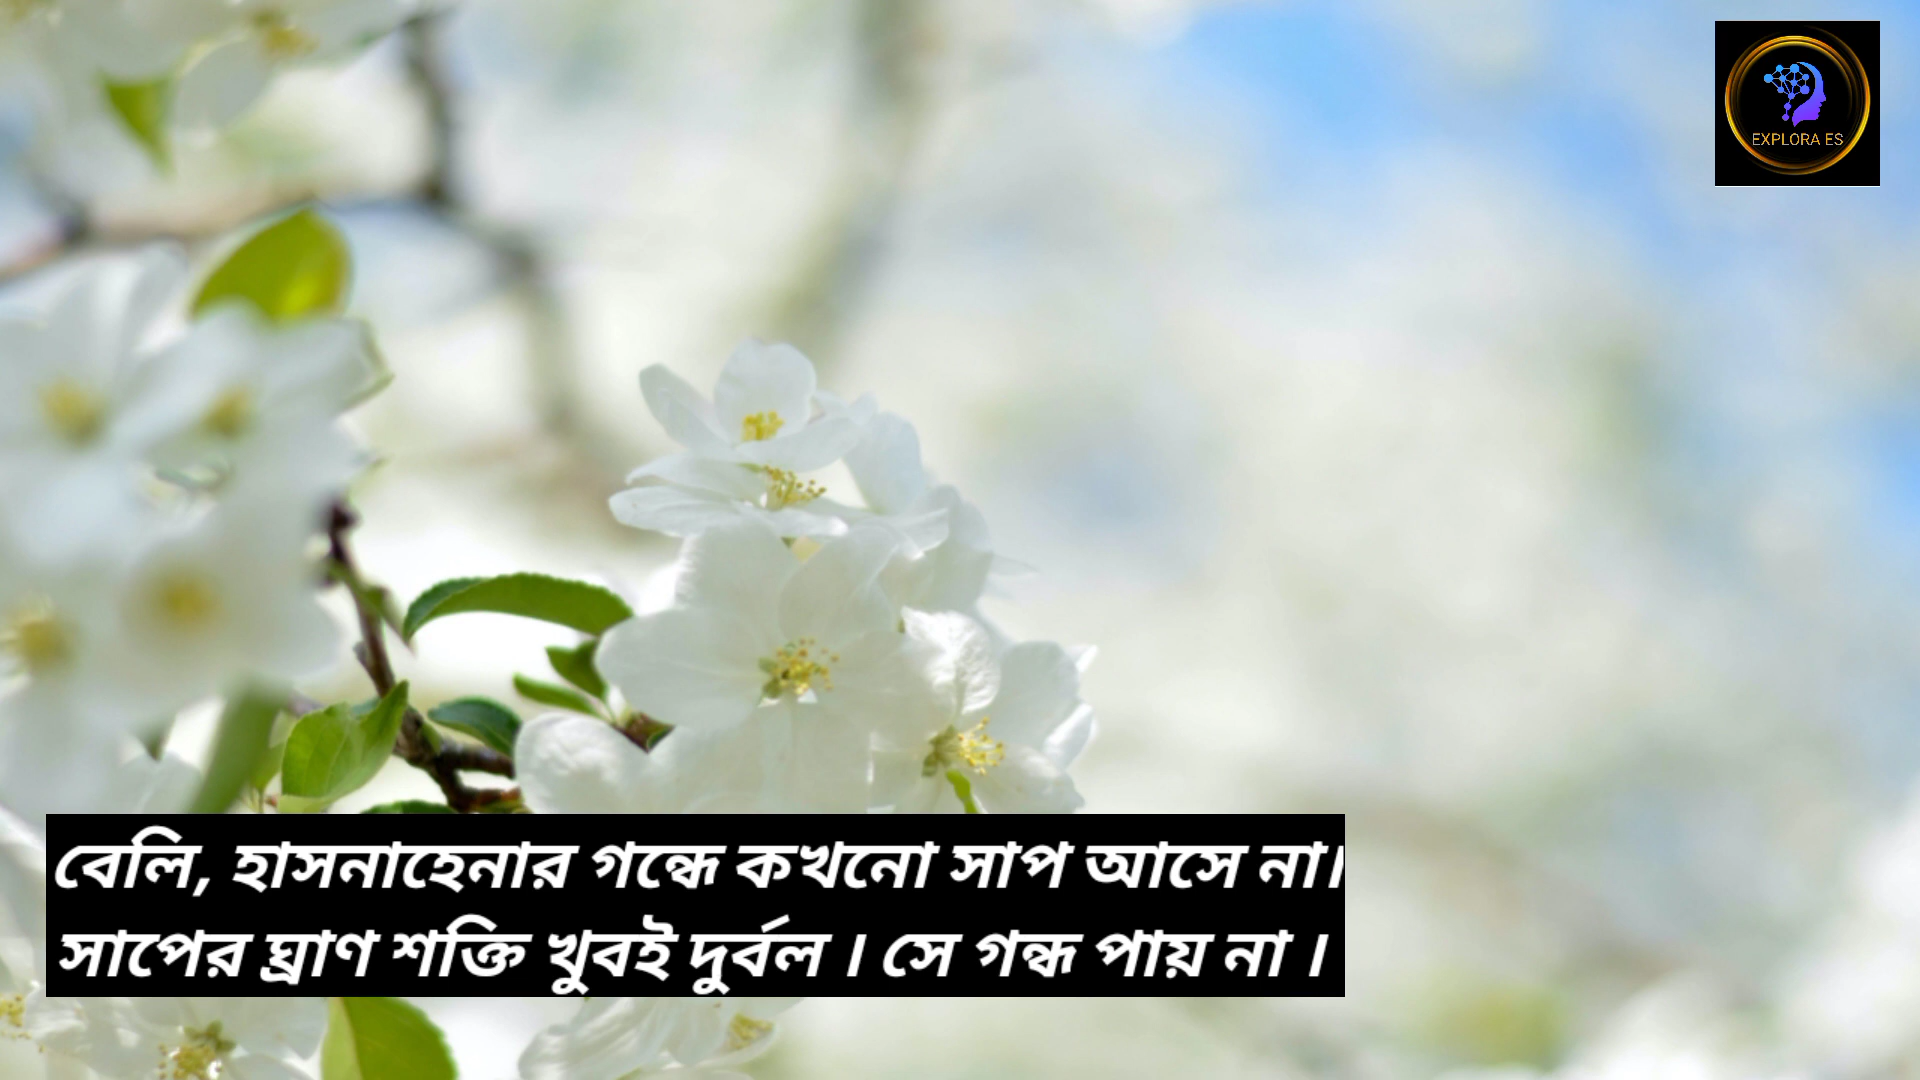 EXPLORA ES
বেলি, হাসনাহেনার গন্ধে কখনো সাপ আসে না।
সাপের ঘ্রাণ শক্তি খুবই দুর্বল । সে গন্ধ পায় না ।